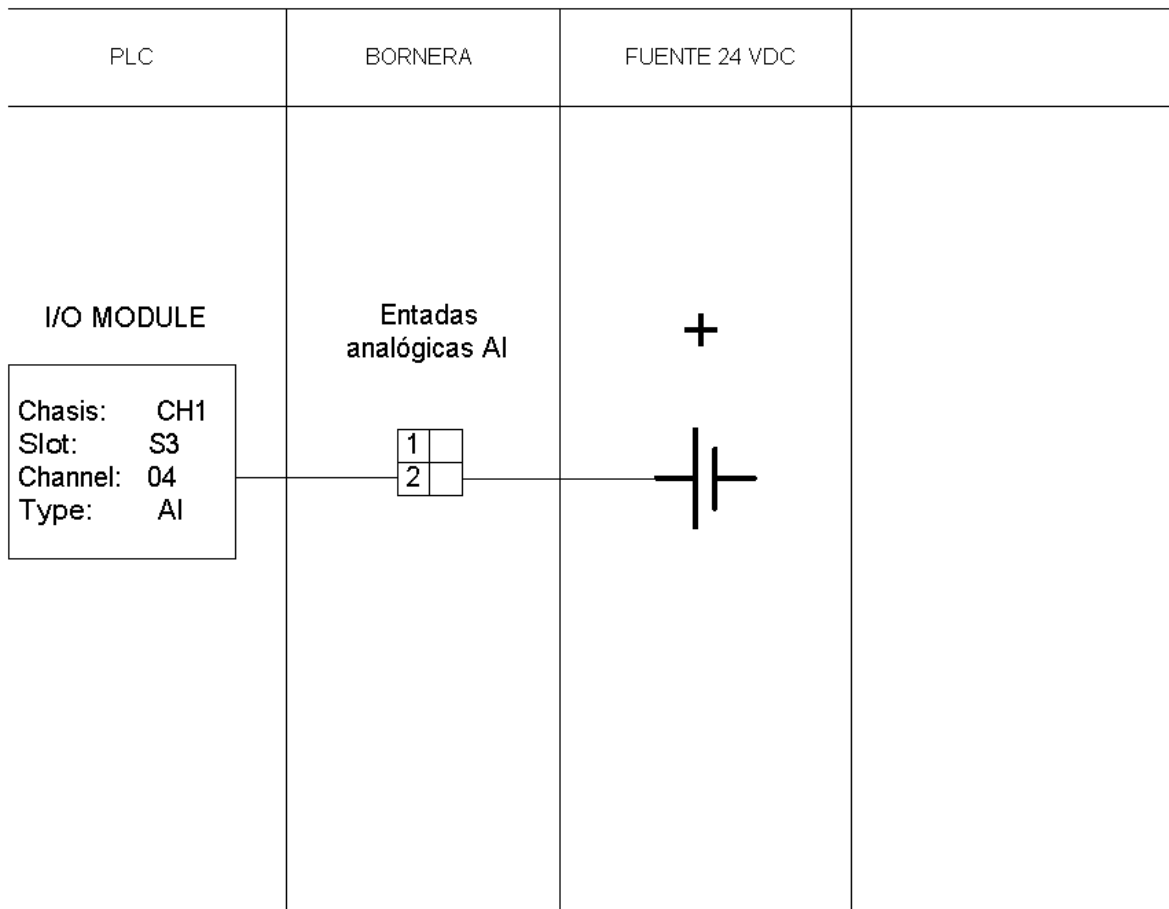 PLC
BORNERA
FUENTE 24 VDC
I/O MODULE
Entadas
analógicas AI
+
Chasis: CH1
Slot: S3
Channel: 04
Type: AI
1
2